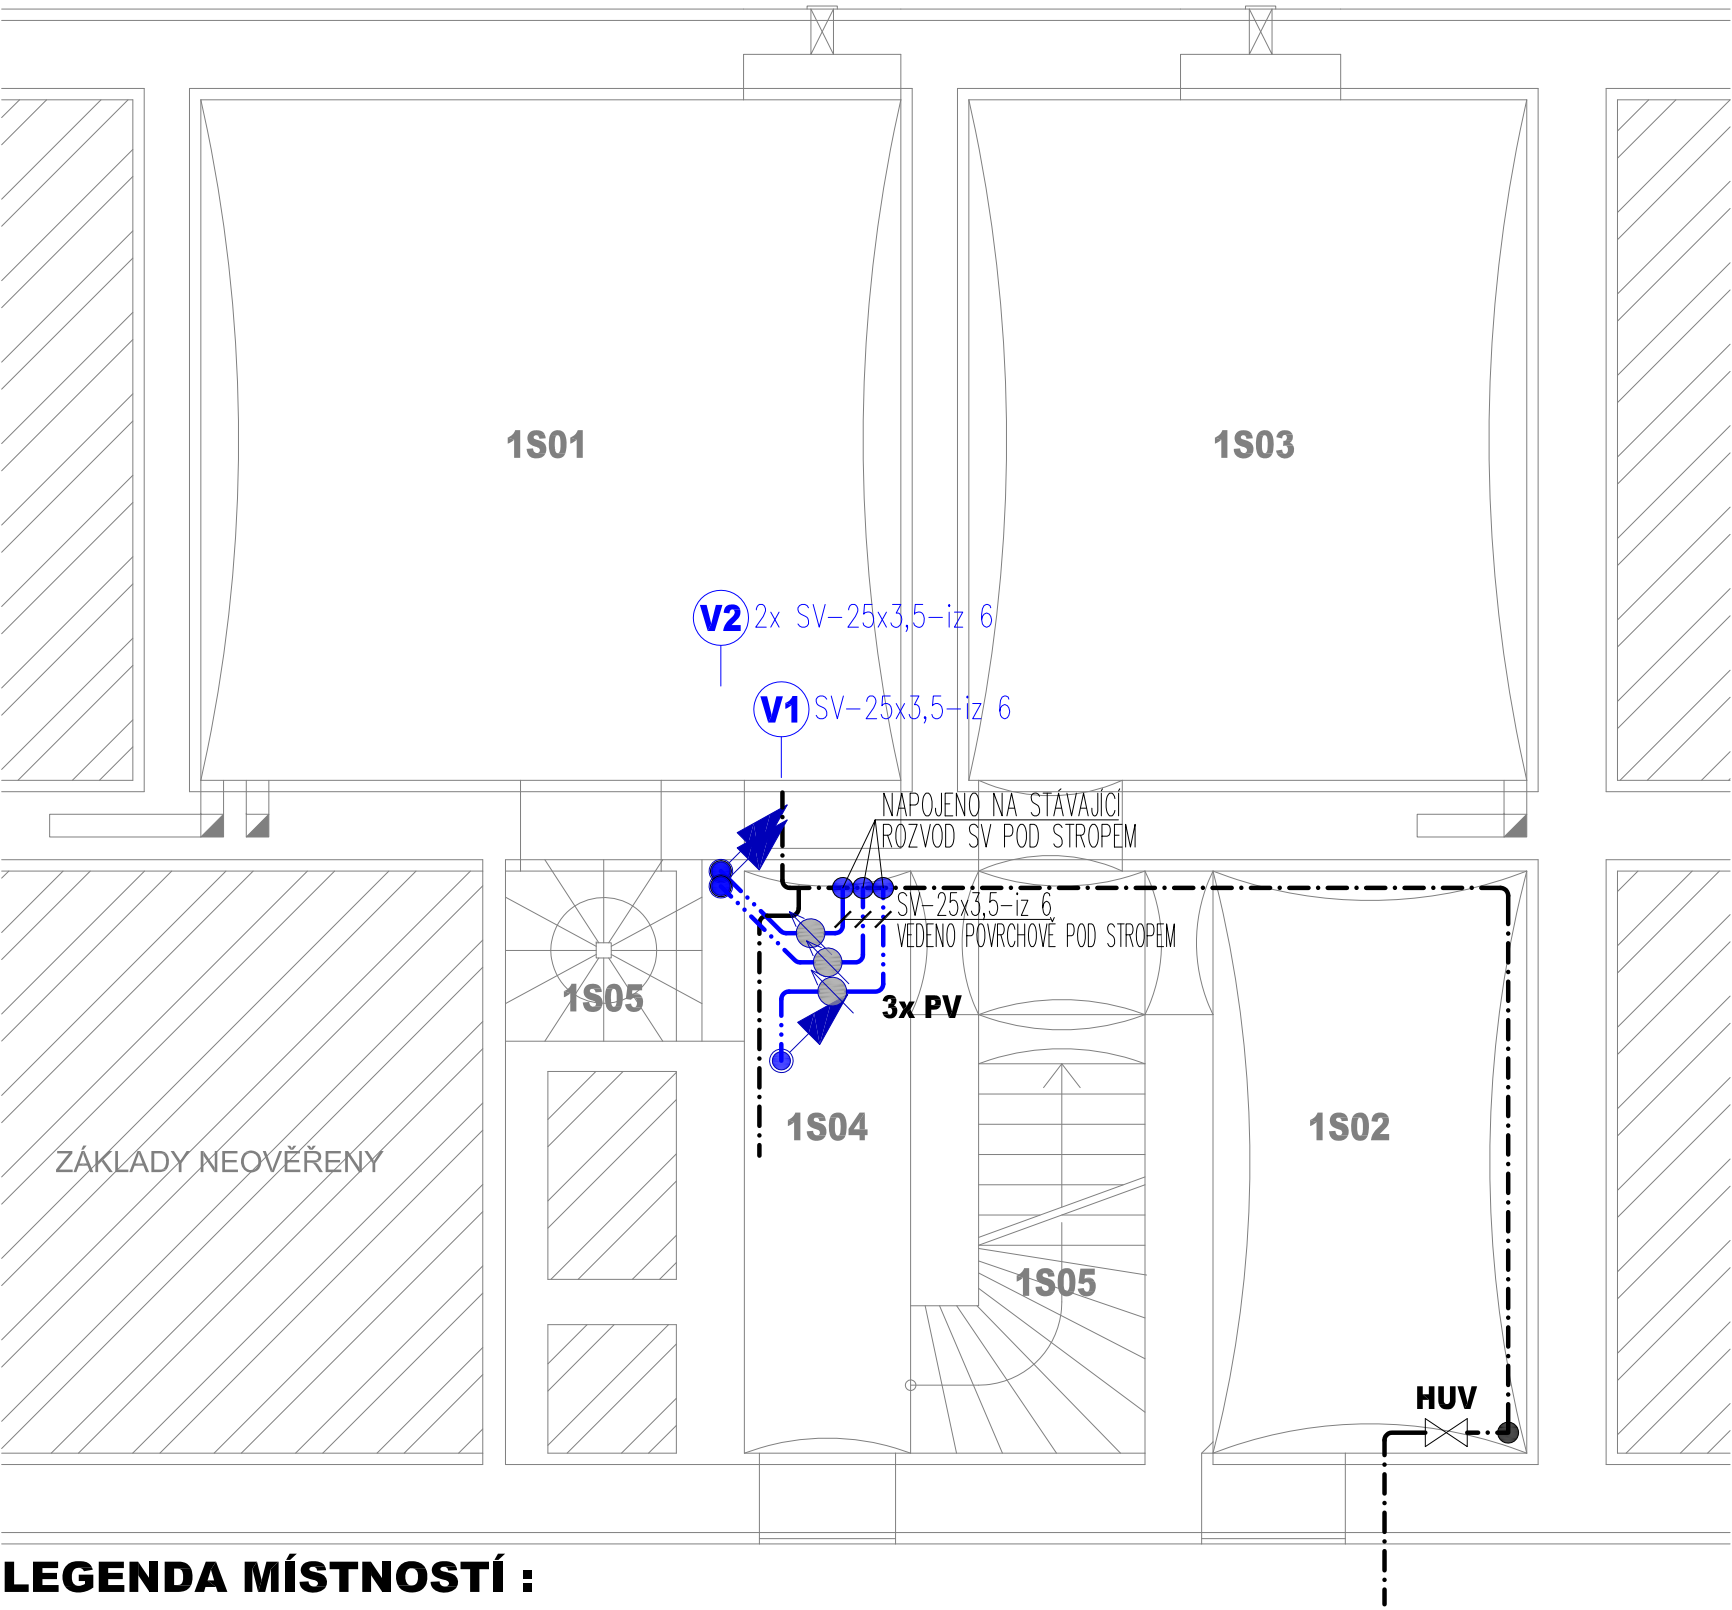 1S01
1S03
V2 2x SV-25x3,5-iz 6
V1 SV-25x3,5-iz 6
NAPOJENO NA STÁVAJÍCÍ
ROZVOD SV POD STROPEM
SV-25x3,5-iz 6
VEDENO POVRCHOVĚ POD STROPEM
1S05
3x PV
1S04
1S02
ZÁKLADY NEOVĚŘENY
1S05
HUV
LEGENDA MÍSTNOSTÍ :